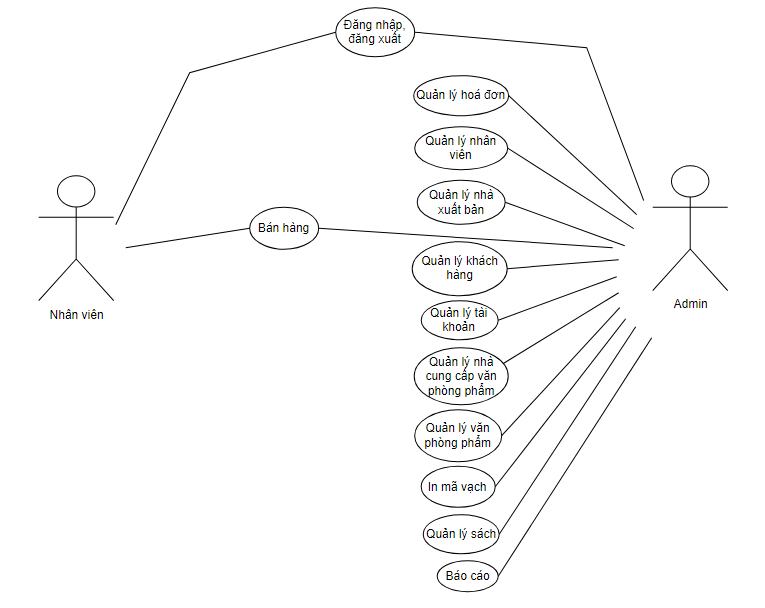 Đăng nhập,
đăng xuất
Quản lý hoá đơn
Quản lý nhân
viên
Quản lý nhà
xuất bản
Bán hàng
Quản lý khách
hàng
Nhân viên
Admin
Quản lý tài
khoản
Quản lý nhà
cung cấp văn
phòng phẩm
Quản lý văn
phòng phẩm
In mã vạch
Quản lý sách
Báo cáo